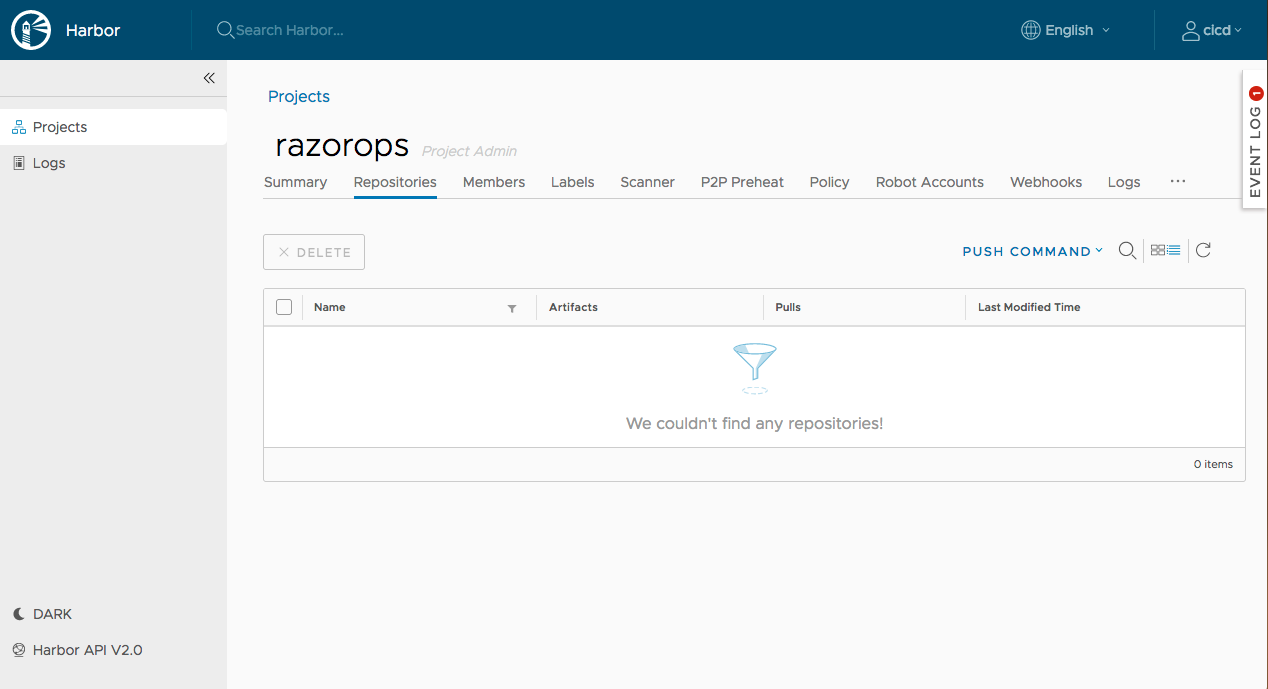 Harbor
Search Harbor...
English
cicd
Projects
Logs
DARK
Harbor API V2.0
Projects
razorops Project Admin
Summary Repositories Members Labels Scanner P2P Preheat Policy Robot Accounts Webhooks Logs ...
DELETE
PUSH COMMAND
Name Artifacts Pulls Last Modified Time
We couldn't find any repositories!
0 items
EVENT LOG 1